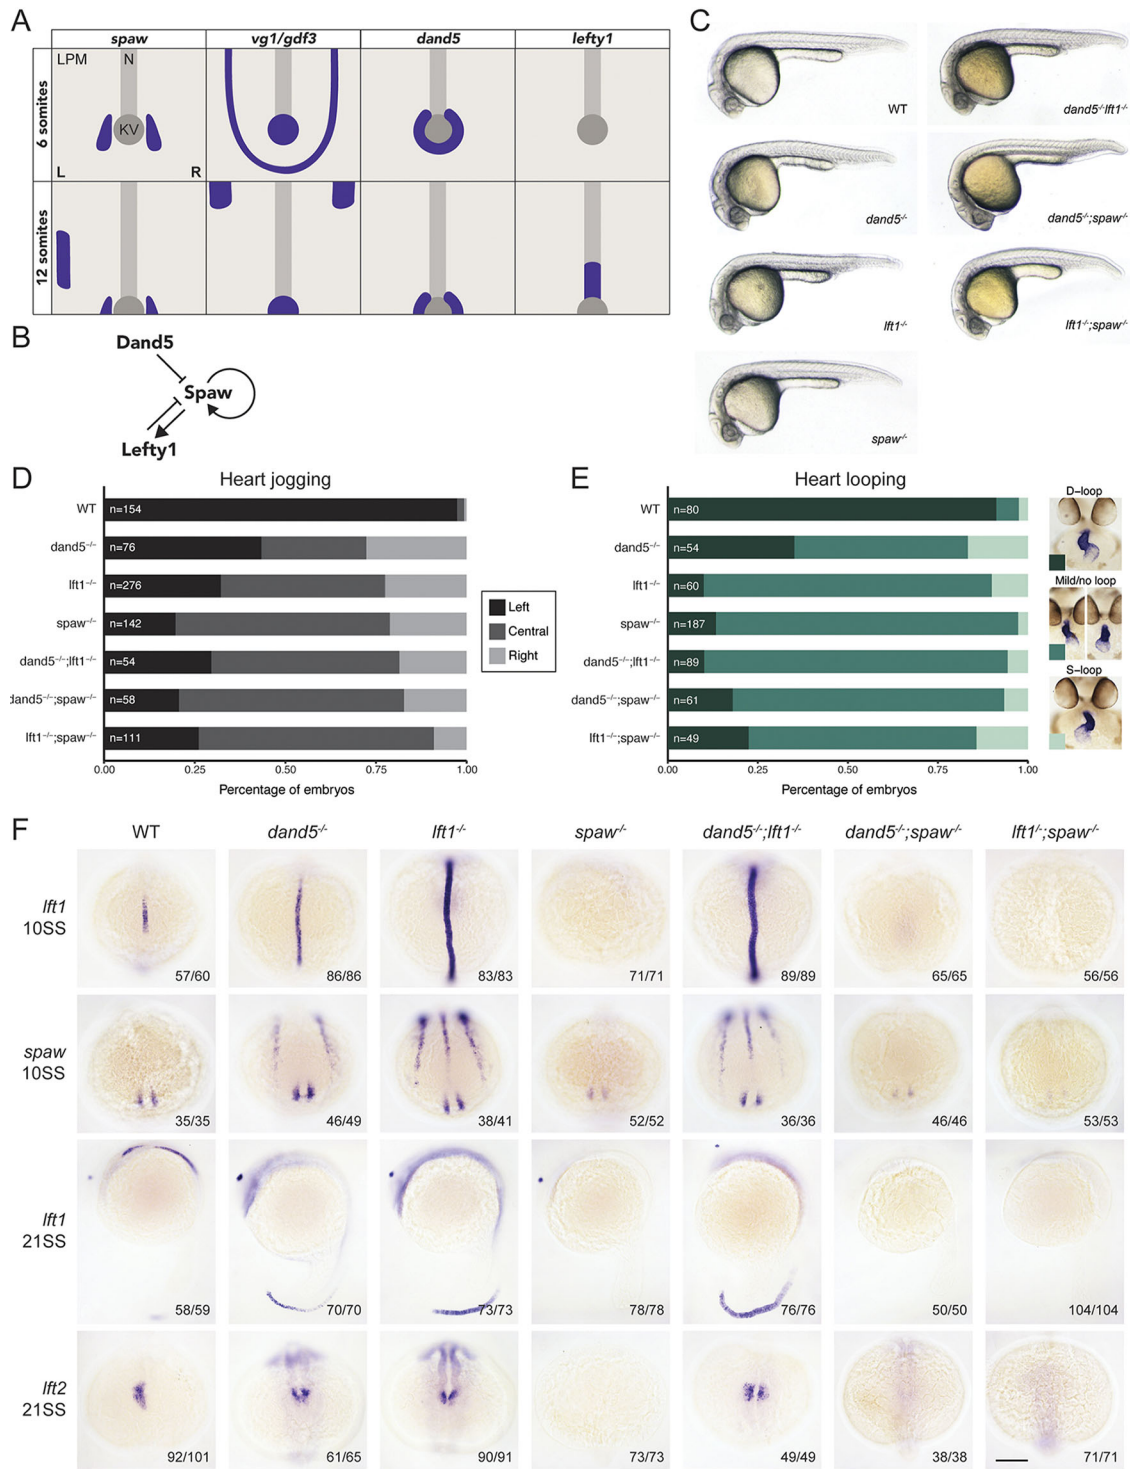 A
spaw
vg1/gdf3
dand5
lefty1
6 somites
LPM
N
KV
L
R
12 somites
B
Dand5
Spaw
Lefty1
C
WT
dand5-/-lft1-/-
dand5-/-
dand5-/-;spaw-/-
lft1-/-
lft1-/-;spaw-/-
spaw-/-
D
Heart jogging
WT
n=154
dand5-/-
n=76
lft1-/-
n=276
spaw-/-
n=142
dand5-/-;lft1-/-
n=54
dand5-/-;spaw-/-
n=58
lft1-/-;spaw-/-
n=111
0.00 0.25 0.50 0.75 1.00
Percentage of embryos
Left
Central
Right
E
Heart looping
WT
n=80
dand5-/-
n=54
lft1-/-
n=60
spaw-/-
n=187
dand5-/-;lft1-/-
n=89
dand5-/-;spaw-/-
n=61
lft1-/-;spaw-/-
n=49
0.00 0.25 0.50 0.75 1.00
Percentage of embryos
D-loop
Mild/no loop
S-loop
F
WT dand5-/- lft1-/- spaw-/- dand5-/-;lft1-/- dand5-/-;spaw-/- lft1-/-;spaw-/-
lft1
10SS
57/60 86/86 83/83 71/71 89/89 65/65 56/56
spaw
10SS
35/35 46/49 38/41 52/52 36/36 46/46 53/53
lft1
21SS
58/59 70/70 73/73 78/78 76/76 50/50 104/104
lft2
21SS
92/101 61/65 90/91 73/73 49/49 38/38 71/71